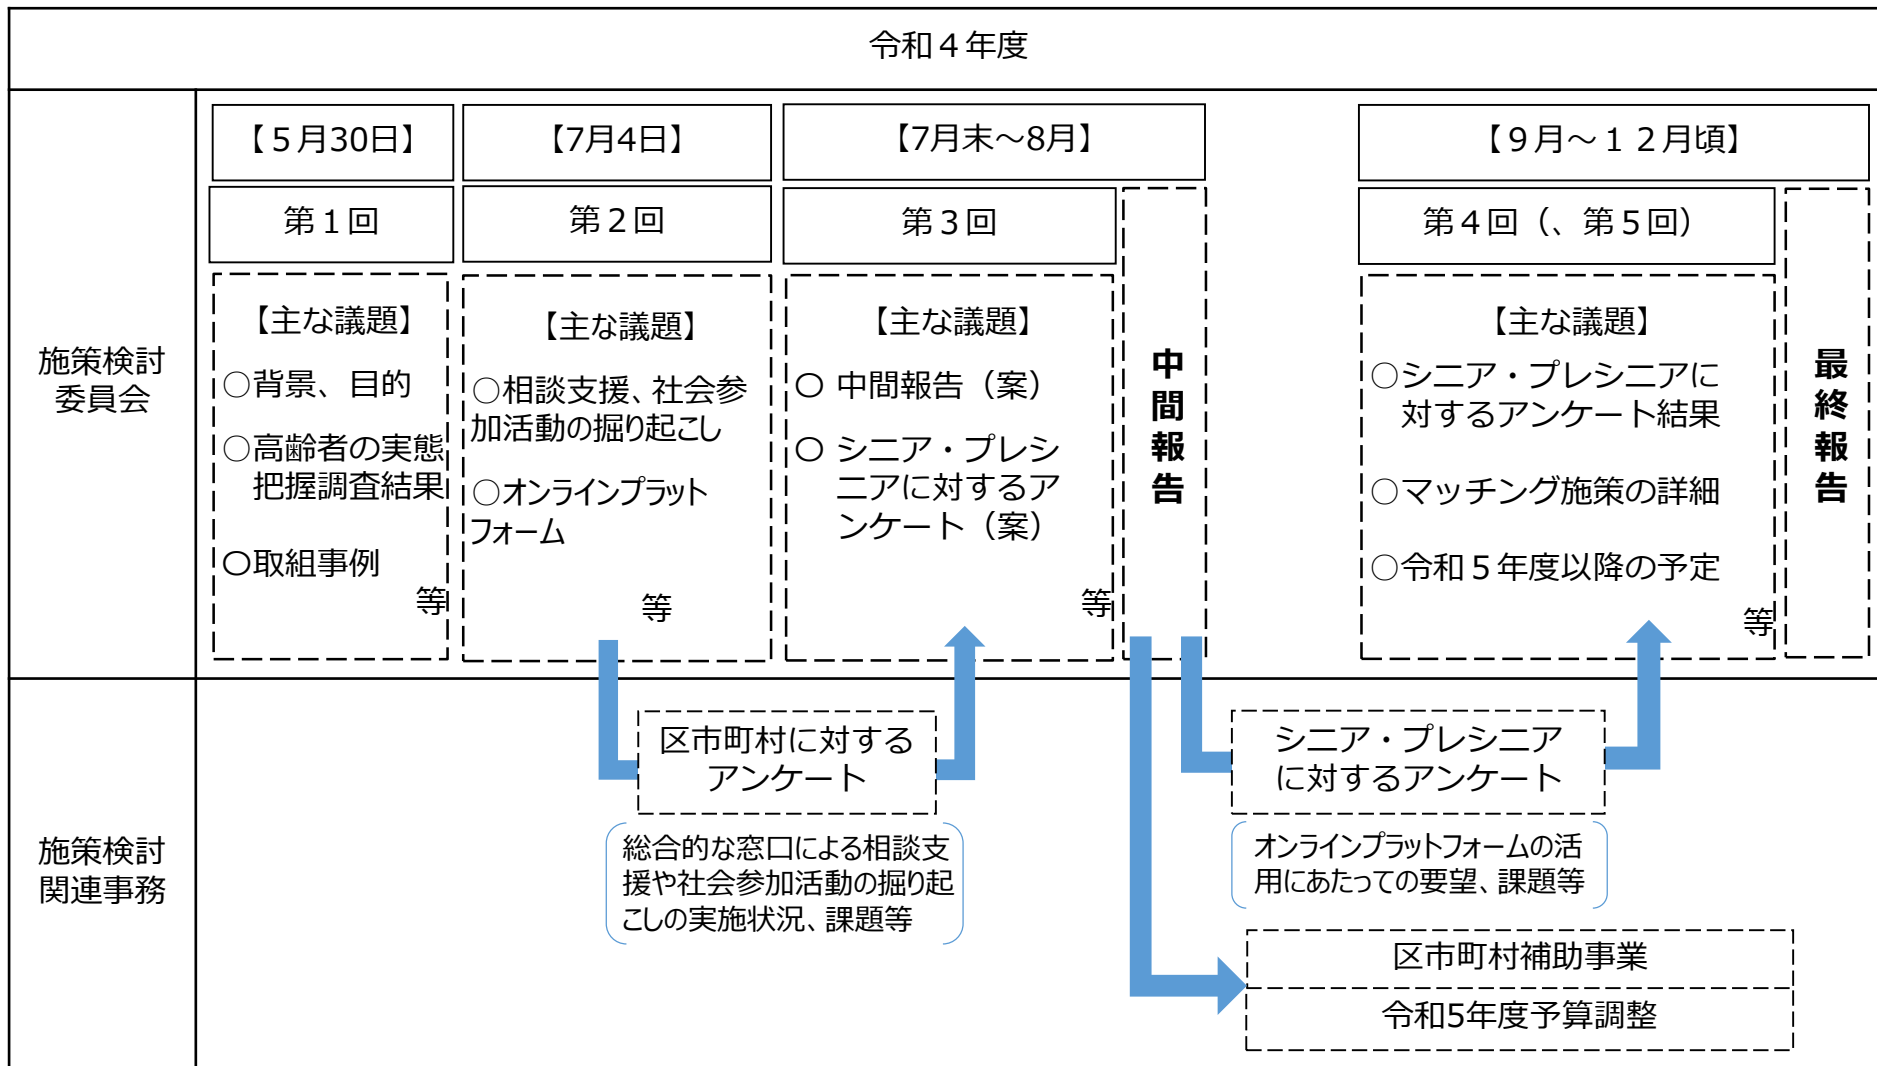 令和４年度
施策検討
委員会
【５月30日】
第１回
【主な議題】
○背景、目的
○高齢者の実態
把握調査結果
〇取組事例
等
【7月4日】
第２回
【主な議題】
○相談支援、社会参
加活動の掘り起こし
○オンラインプラット
フォーム
等
【7月末～8月】
第３回
【主な議題】
〇 中間報告（案）
〇 シニア・プレシ
ニアに対するア
ンケート（案）
等
中間報告
【９月～１２月頃】
第４回（、第５回）
【主な議題】
○シニア・プレシニアに
対するアンケート結果
○マッチング施策の詳細
○令和５年度以降の予定
等
最終報告
施策検討
関連事務
区市町村に対する
アンケート
総合的な窓口による相談支
援や社会参加活動の掘り起
こしの実施状況、課題等
シニア・プレシニア
に対するアンケート
オンラインプラットフォームの活
用にあたっての要望、課題等
区市町村補助事業
令和5年度予算調整